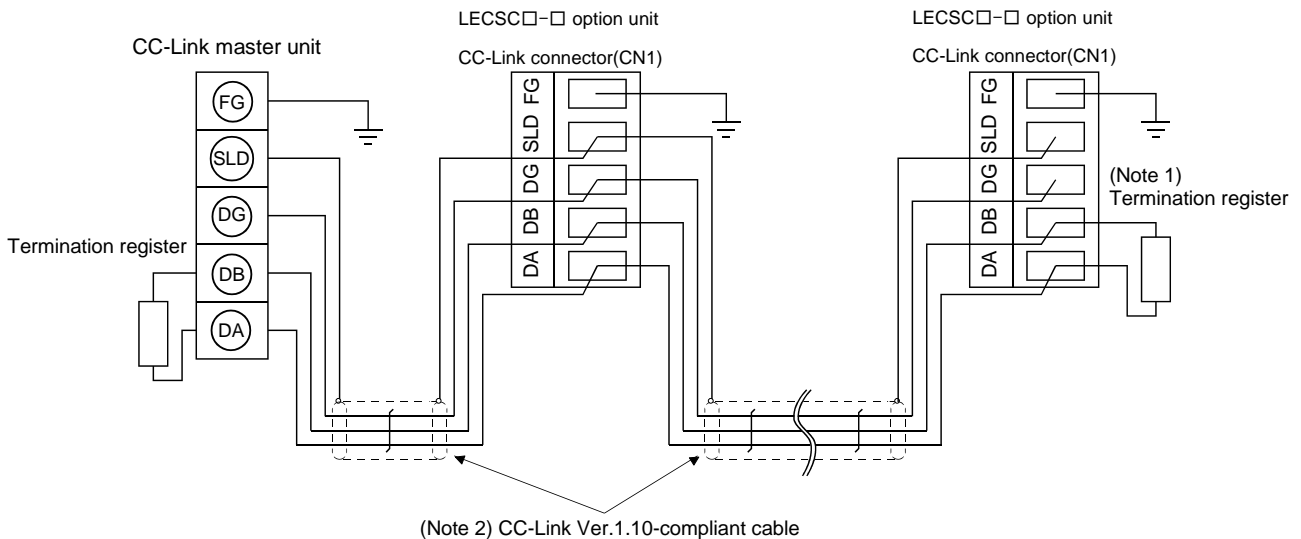 LECSC□-□ option unit
LECSC□-□ option unit
CC-Link master unit
CC-Link connector(CN1)
CC-Link connector(CN1)
FG
SLD
DG
DB
DA
FG
SLD
DG
DB
DA
FG
SLD
DG
DB
DA
Termination register
(Note 1)
Termination register
(Note 2) CC-Link Ver.1.10-compliant cable